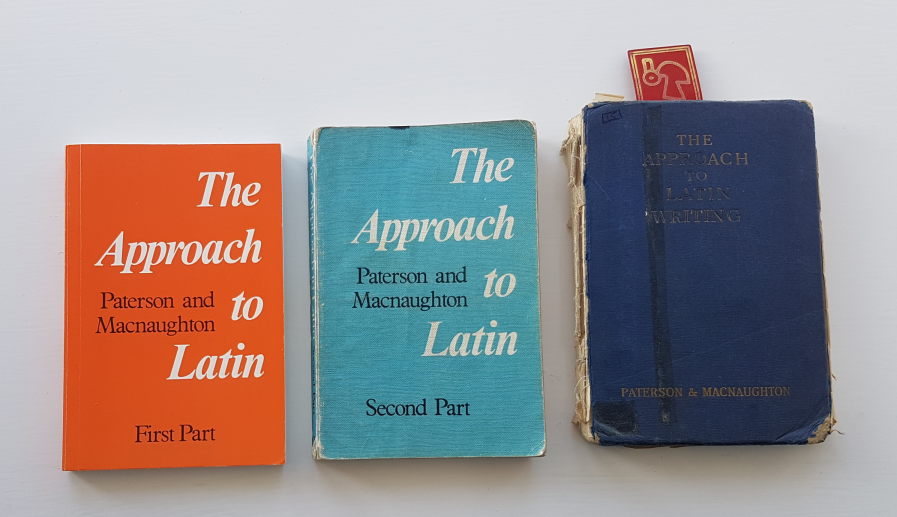 The
Approach
Paterson and
Macnaughton
to
Latin
First Part
The
Approach
Paterson and
Macnaughton
to
Latin
Second Part
THE
APPROACH
TO
LATIN
WRITING
PATERSON & MACNAUGHTON